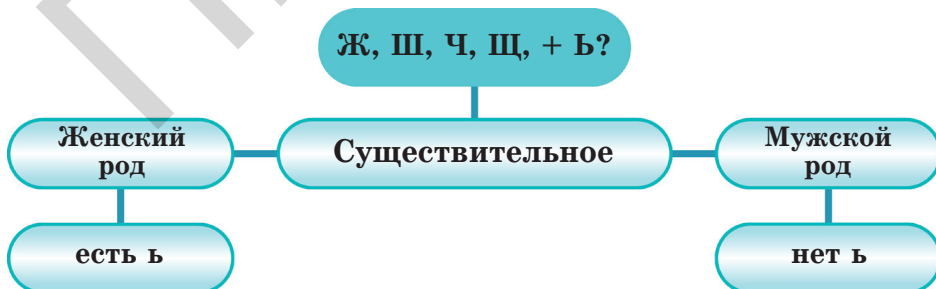 Ж, Ш, Ч, Щ, + Ь?
Женский
род
Существительное
Мужской
род
есть ь
нет ь